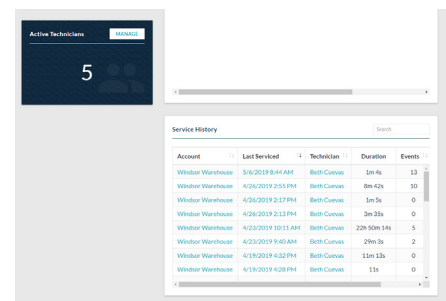 Active Technicians MANAGE
5
Service History Search
Account Last Serviced Technician Duration Events
Windsor Warehouse 5/6/2019 8:44 AM Beth Cuevas 1m 4s 13
Windsor Warehouse 4/26/2019 2:55 PM Beth Cuevas 8m 42s 10
Windsor Warehouse 4/26/2019 2:17 PM Beth Cuevas 1m 5s 0
Windsor Warehouse 4/26/2019 2:13 PM Beth Cuevas 3m 35s 0
Windsor Warehouse 4/23/2019 10:11 AM Beth Cuevas 22h 50m 14s 5
Windsor Warehouse 4/23/2019 9:40 AM Beth Cuevas 29m 3s 2
Windsor Warehouse 4/19/2019 4:32 PM Beth Cuevas 11m 13s 0
Windsor Warehouse 4/19/2019 4:28 PM Beth Cuevas 11s 0